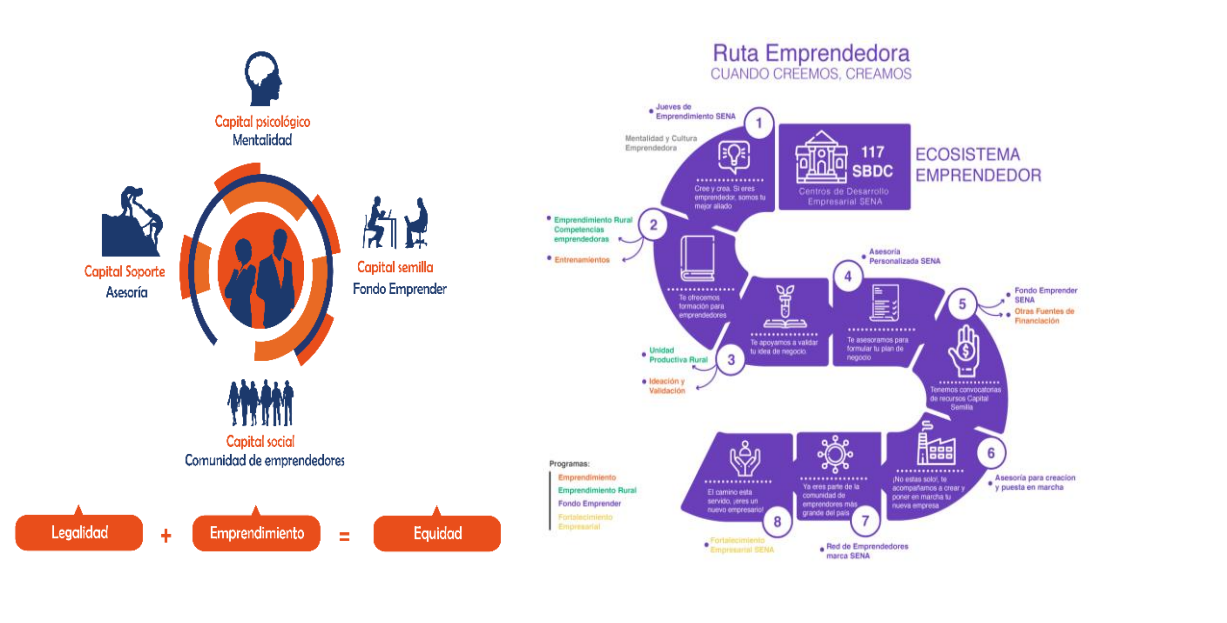 Capital psicológico
Mentalidad
Capital Soporte
Asesoría
Capital semilla
Fondo Emprender
Capital social
Comunidad de emprendedores
Legalidad
+
Emprendimiento
=
Equidad
Ruta Emprendedora
CUANDO CREEMOS, CREAMOS
117
SBDC
Centros de Desarrollo
Empresarial SENA
ECOSISTEMA
EMPRENDEDOR
1
Jueves de
Emprendimiento SENA
Mentalidad y Cultura
Emprendedora
Cree y crea. Si eres
emprendedor, somos tu
mejor aliado
2
Emprendimiento Rural
Competencias
emprendedoras
Entrenamientos
Te ofrecemos
formación para
emprendedores
3
Unidad
Productiva Rural
Ideación y
Validación
Te apoyamos a validar
tu idea de negocio
4
Asesoría
Personalizada SENA
Te asesoramos para
formular tu plan de
negocio
5
Fondo Emprender
SENA
Otras Fuentes de
Financiación
Tenemos convocatorias
de recursos Capital
Semilla
6
Asesoría para creacion
y puesta en marcha
¡No estas solo!, te
acompañamos a crear y
poner en marcha tu
nueva empresa
7
Red de Emprendedores
marca SENA
Ya eres parte de la
comunidad de
emprendores más
grande del país
8
Fortalecimiento
Empresarial SENA
El camino esta
servido, ¡eres un
nuevo empresario!
Programas:
Emprendimiento
Emprendimiento Rural
Fondo Emprender
Fortalecimiento
Empresarial